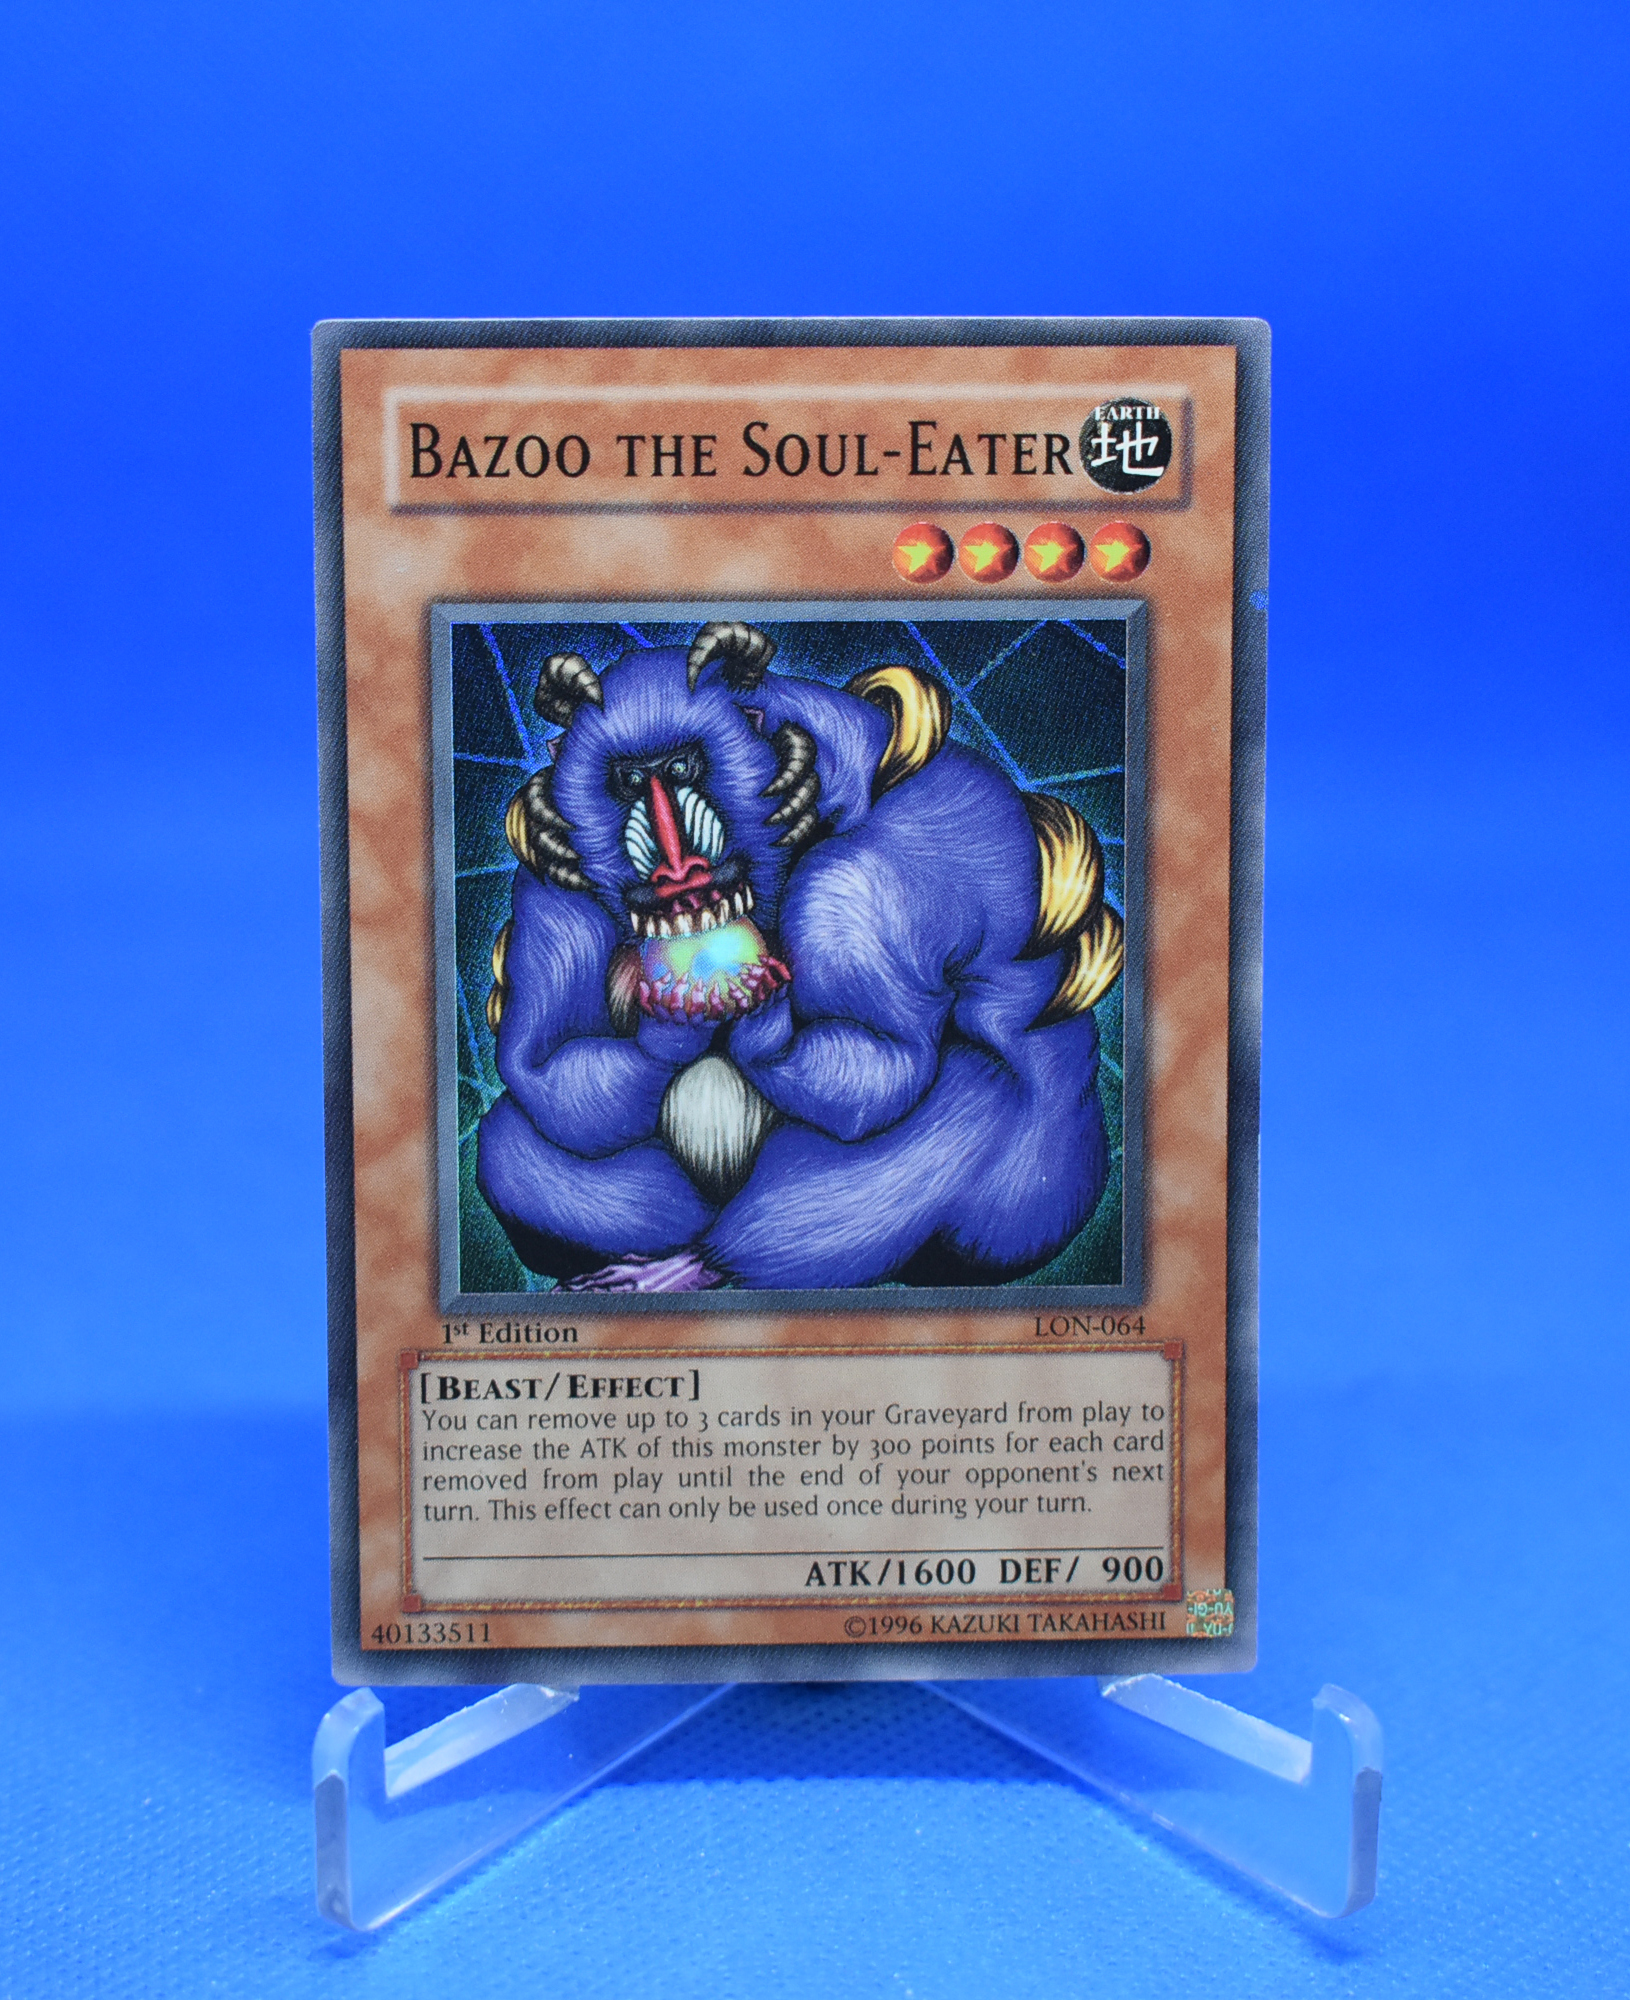 BAZOO THE SOUL-EATER
EARTH
地
1st Edition
LON-064
[BEAST/EFFECT]
You can remove up to 3 cards in your Graveyard from play to
increase the ATK of this monster by 300 points for each card
removed from play until the end of your opponent's next
turn. This effect can only be used once during your turn.
ATK/1600 DEF/ 900
40133511
©1996 KAZUKI TAKAHASHI